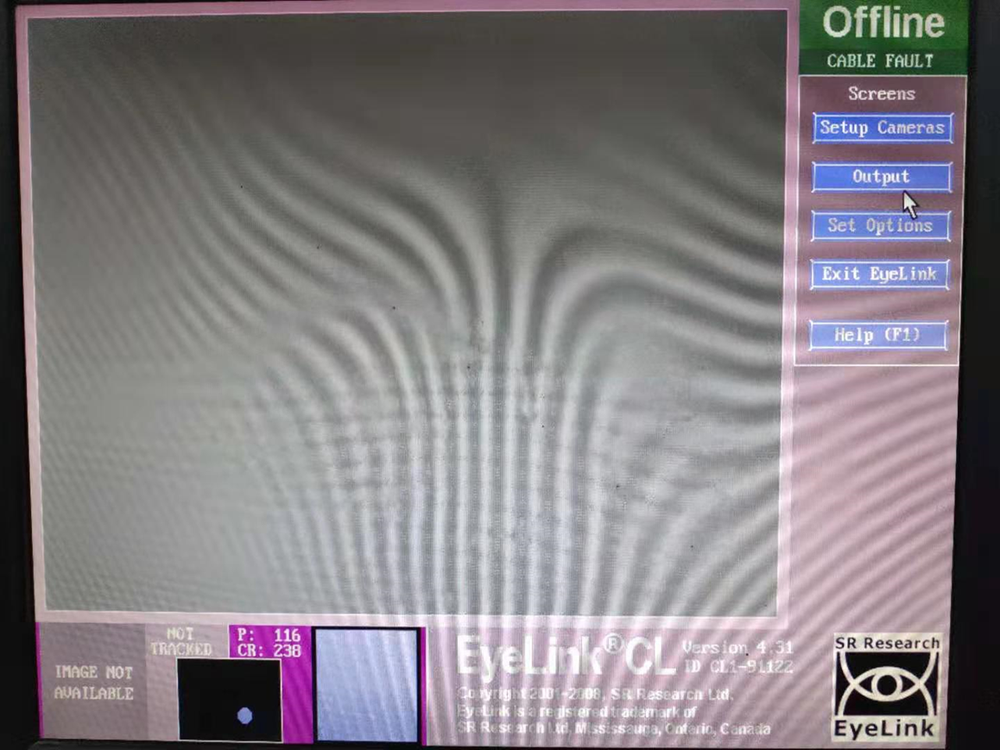 Offline
CABLE FAULT
Screens
Setup Cameras
Output
Set Options
Exit EyeLink
Help (F1)
NOT
TRACKED
P: 116
CR: 238
IMAGE NOT
AVAILABLE
EyeLink®CL
Version 4.31
ID CL1-91122
Copyright 2001-2008, SR Research Ltd.
EyeLink is a registered trademark of
SR Research Ltd, Mississauga, Ontario, Canada
SR Research
EyeLink